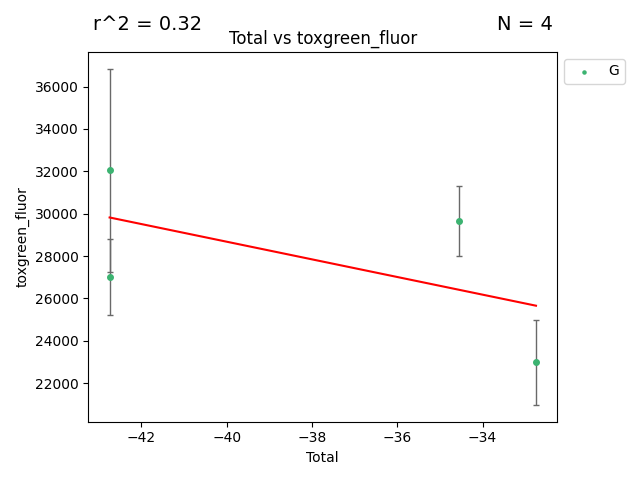 r^2 = 0.32
N = 4
Total vs toxgreen_fluor
G
36000
34000
32000
30000
28000
26000
24000
22000
toxgreen_fluor
−42
−40
−38
−36
−34
Total